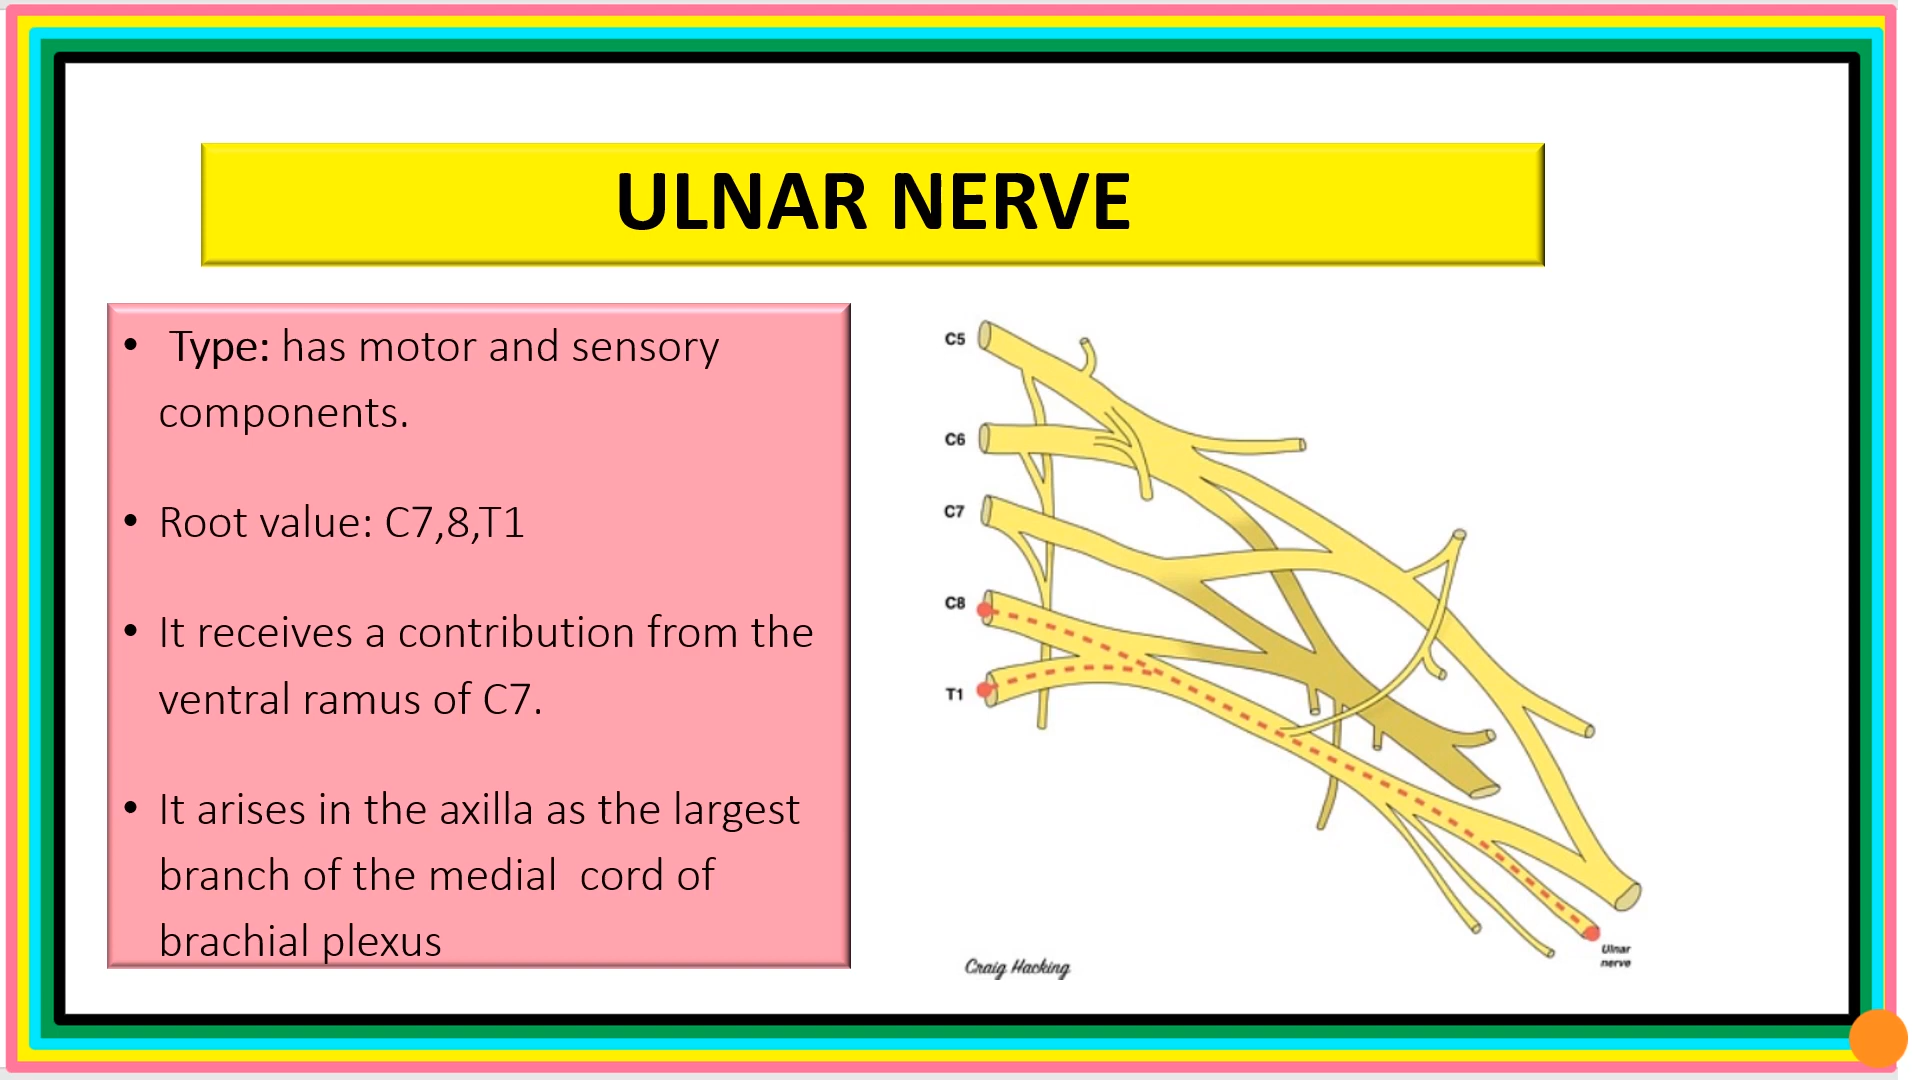 ULNAR NERVE
• Type: has motor and sensory
components.
• Root value: C7,8,T1
• It receives a contribution from the
ventral ramus of C7.
• It arises in the axilla as the largest
branch of the medial  cord of
brachial plexus
C5
C6
C7
C8
T1
Ulnar
nerve
Craig Hacking